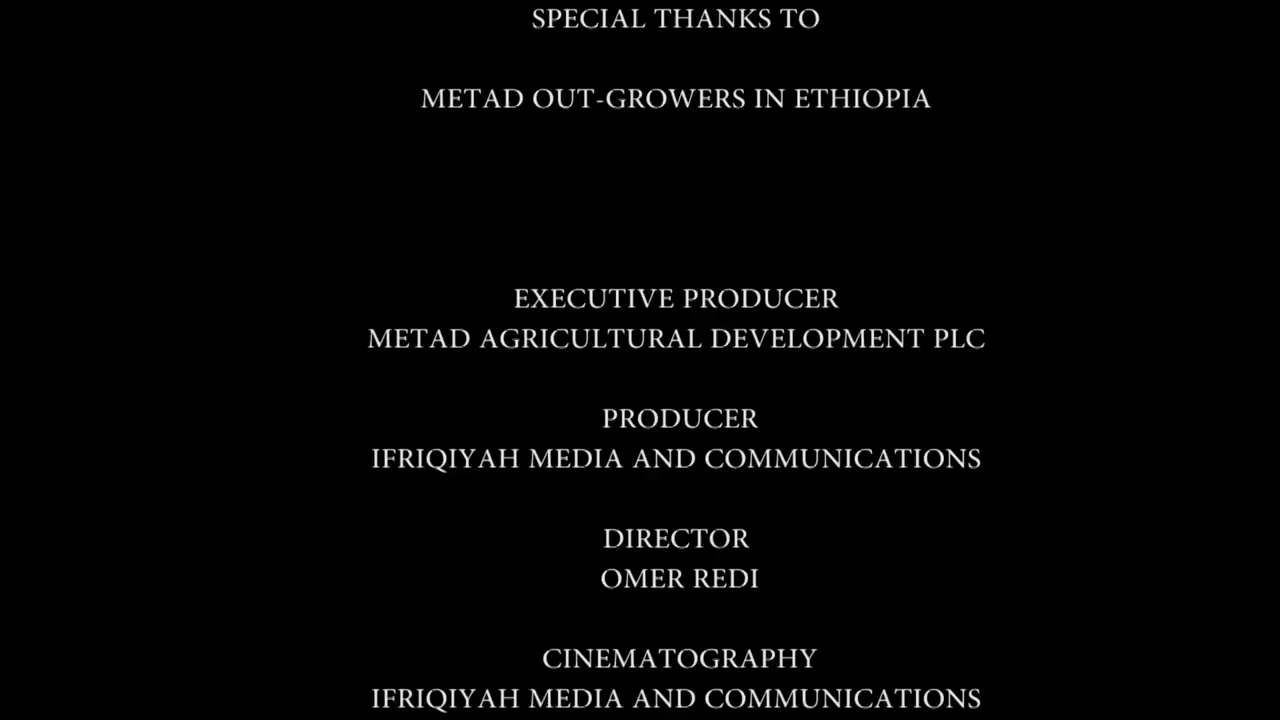 SPECIAL THANKS TO
METAD OUT-GROWERS IN ETHIOPIA
EXECUTIVE PRODUCER
METAD AGRICULTURAL DEVELOPMENT PLC
PRODUCER
IFRIQIYAH MEDIA AND COMMUNICATIONS
DIRECTOR
OMER REDI
CINEMATOGRAPHY
IFRIQIYAH MEDIA AND COMMUNICATIONS